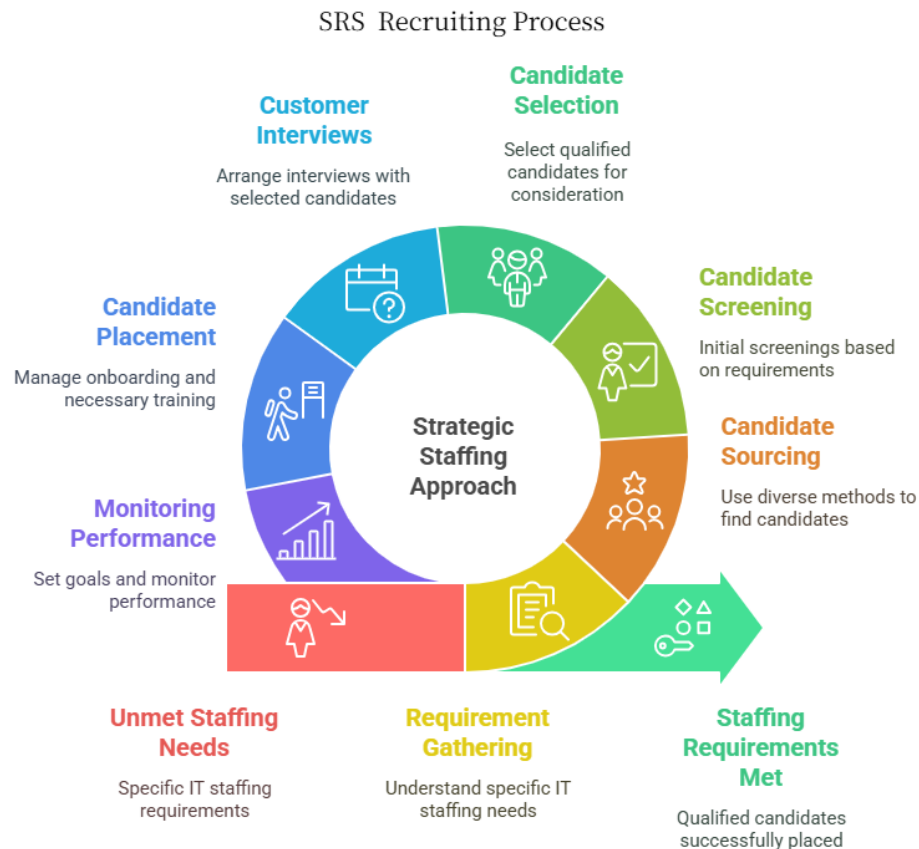 SRS Recruiting Process
Candidate
Selection
Select qualified
candidates for
consideration
Customer
Interviews
Arrange interviews with
selected candidates
Candidate
Screening
Initial screenings based
on requirements
Candidate
Placement
Manage onboarding and
necessary training
Strategic
Staffing
Approach
Candidate
Sourcing
Use diverse methods to
find candidates
Monitoring
Performance
Set goals and monitor
performance
?
Unmet Staffing
Needs
Specific IT staffing
requirements
Requirement
Gathering
Understand specific IT
staffing needs
Staffing
Requirements
Met
Qualified candidates
successfully placed